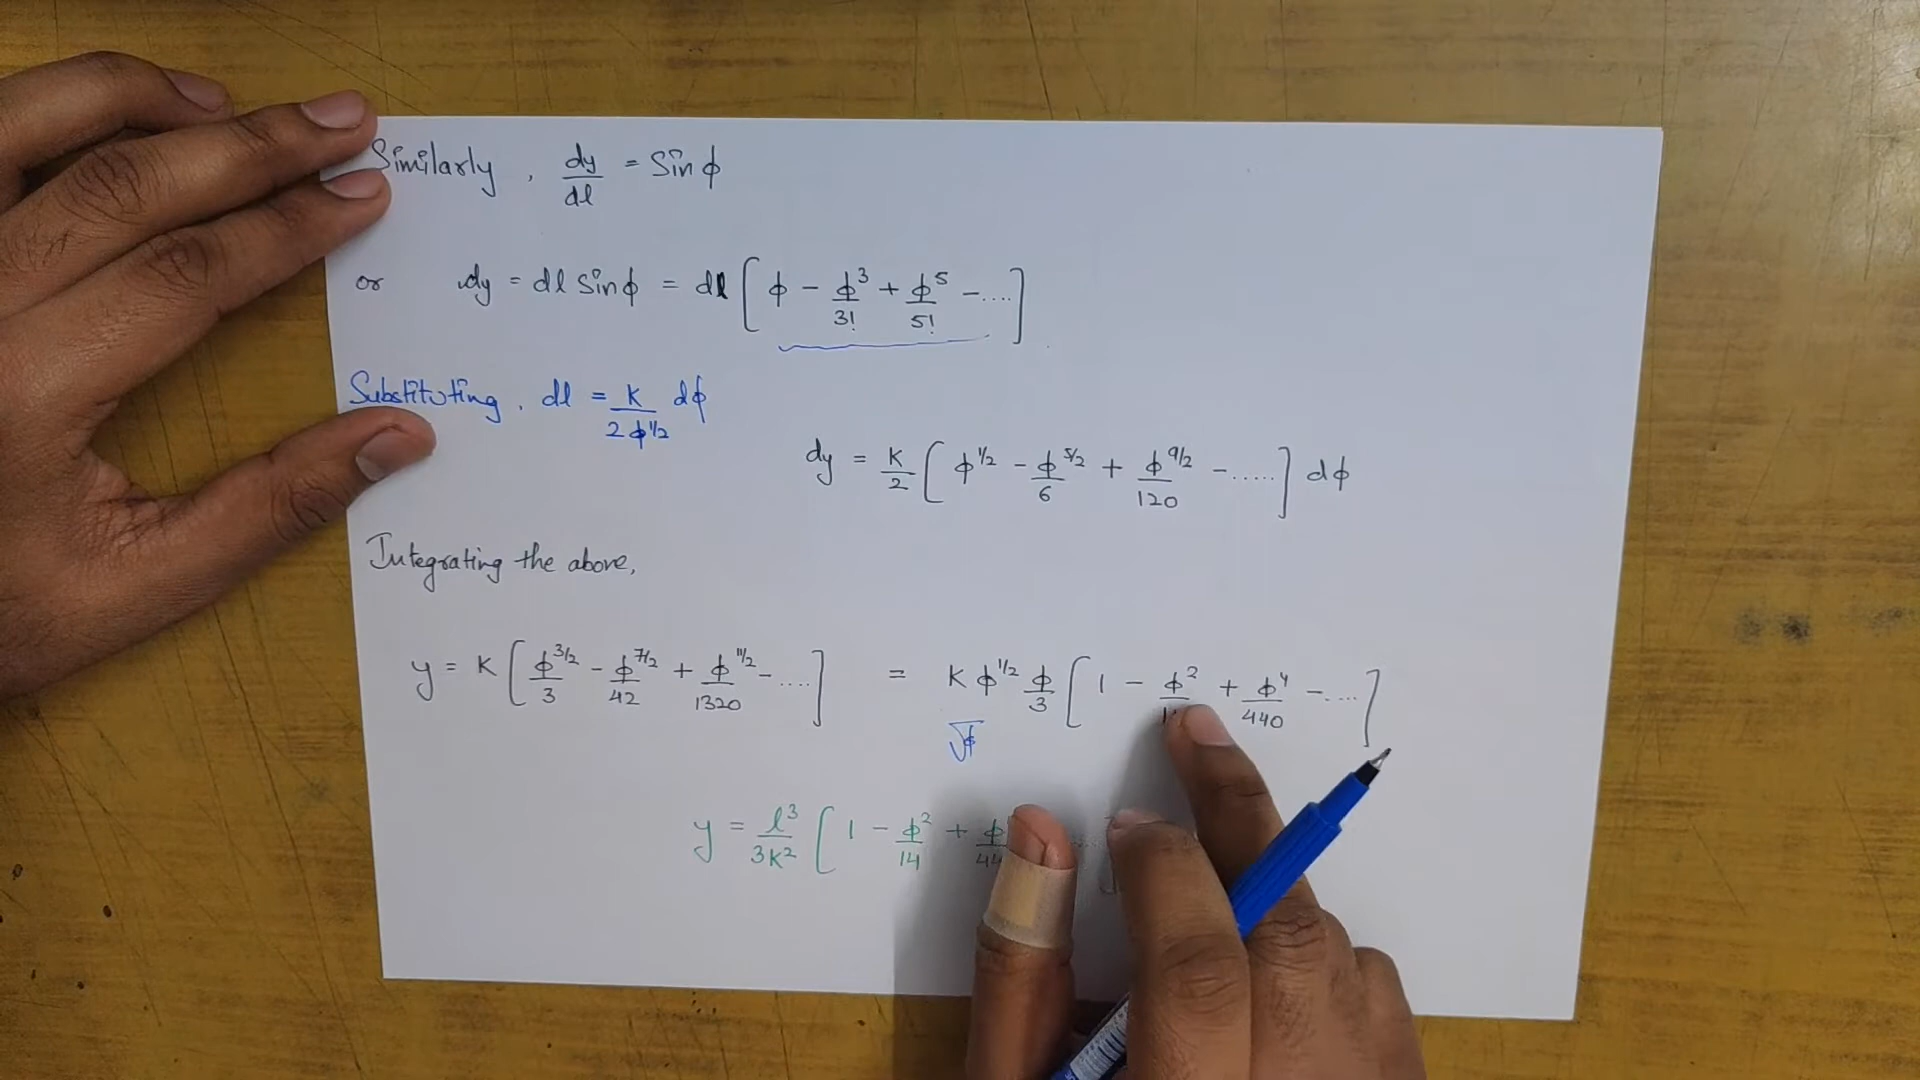 Similarly, dy/dl = Sin ϕ
or dy = dl Sin ϕ = dl [ ϕ - ϕ³/3! + ϕ⁵/5! - .... ]
Substituting, dl = K/2ϕ^1/2 dϕ
dy = K/2 [ ϕ^1/2 - ϕ^5/2/6 + ϕ^9/2/120 - ..... ] dϕ
Integrating the above,
y = K [ ϕ^3/2/3 - ϕ^7/2/42 + ϕ^11/2/1320 - .... ] = K ϕ^1/2 ϕ/3 [ 1 - ϕ²/ + ϕ⁴/440 - .... ]
√ϕ
y = l³/3K² [ 1 - ϕ²/14 + ϕ